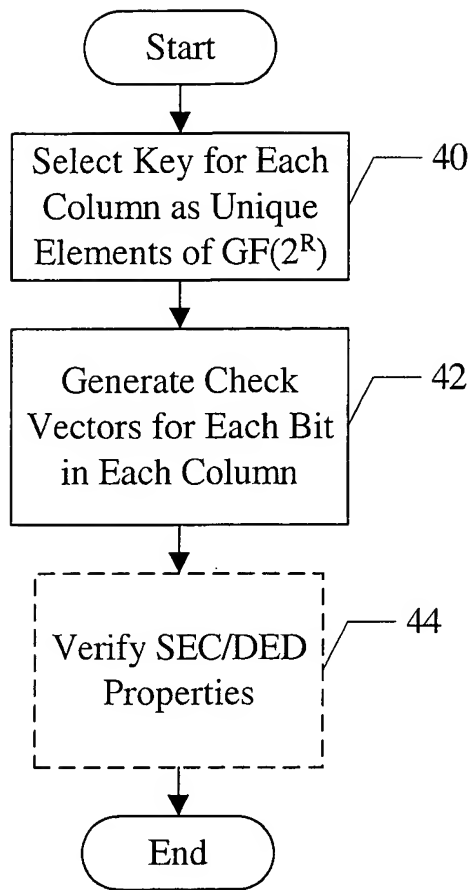 Start
Select Key for Each
Column as Unique
Elements of GF(2^R)
40
Generate Check
Vectors for Each Bit
in Each Column
42
Verify SEC/DED
Properties
44
End